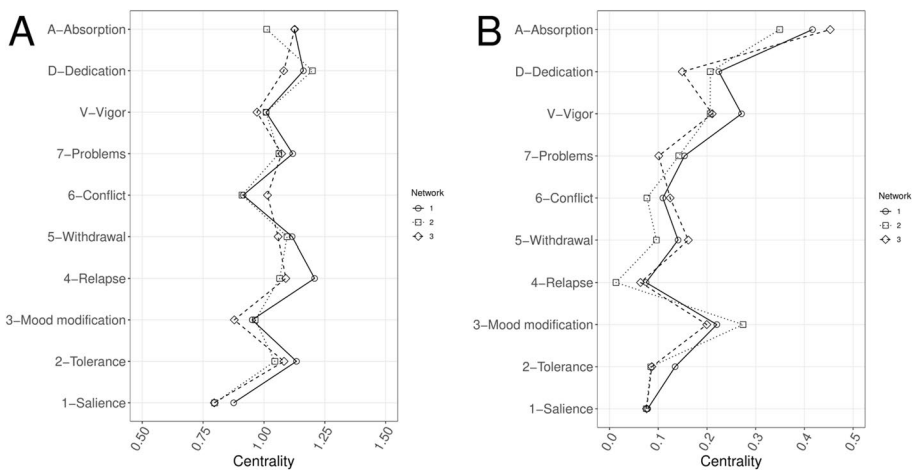 A
A−Absorption
D−Dedication
V−Vigor
7−Problems
6−Conflict
5−Withdrawal
4−Relapse
3−Mood modification
2−Tolerance
1−Salience
0.50
0.75
1.00
1.25
1.50
Centrality
Network
1
2
3
B
A−Absorption
D−Dedication
V−Vigor
7−Problems
6−Conflict
5−Withdrawal
4−Relapse
3−Mood modification
2−Tolerance
1−Salience
0.0
0.1
0.2
0.3
0.4
0.5
Centrality
Network
1
2
3